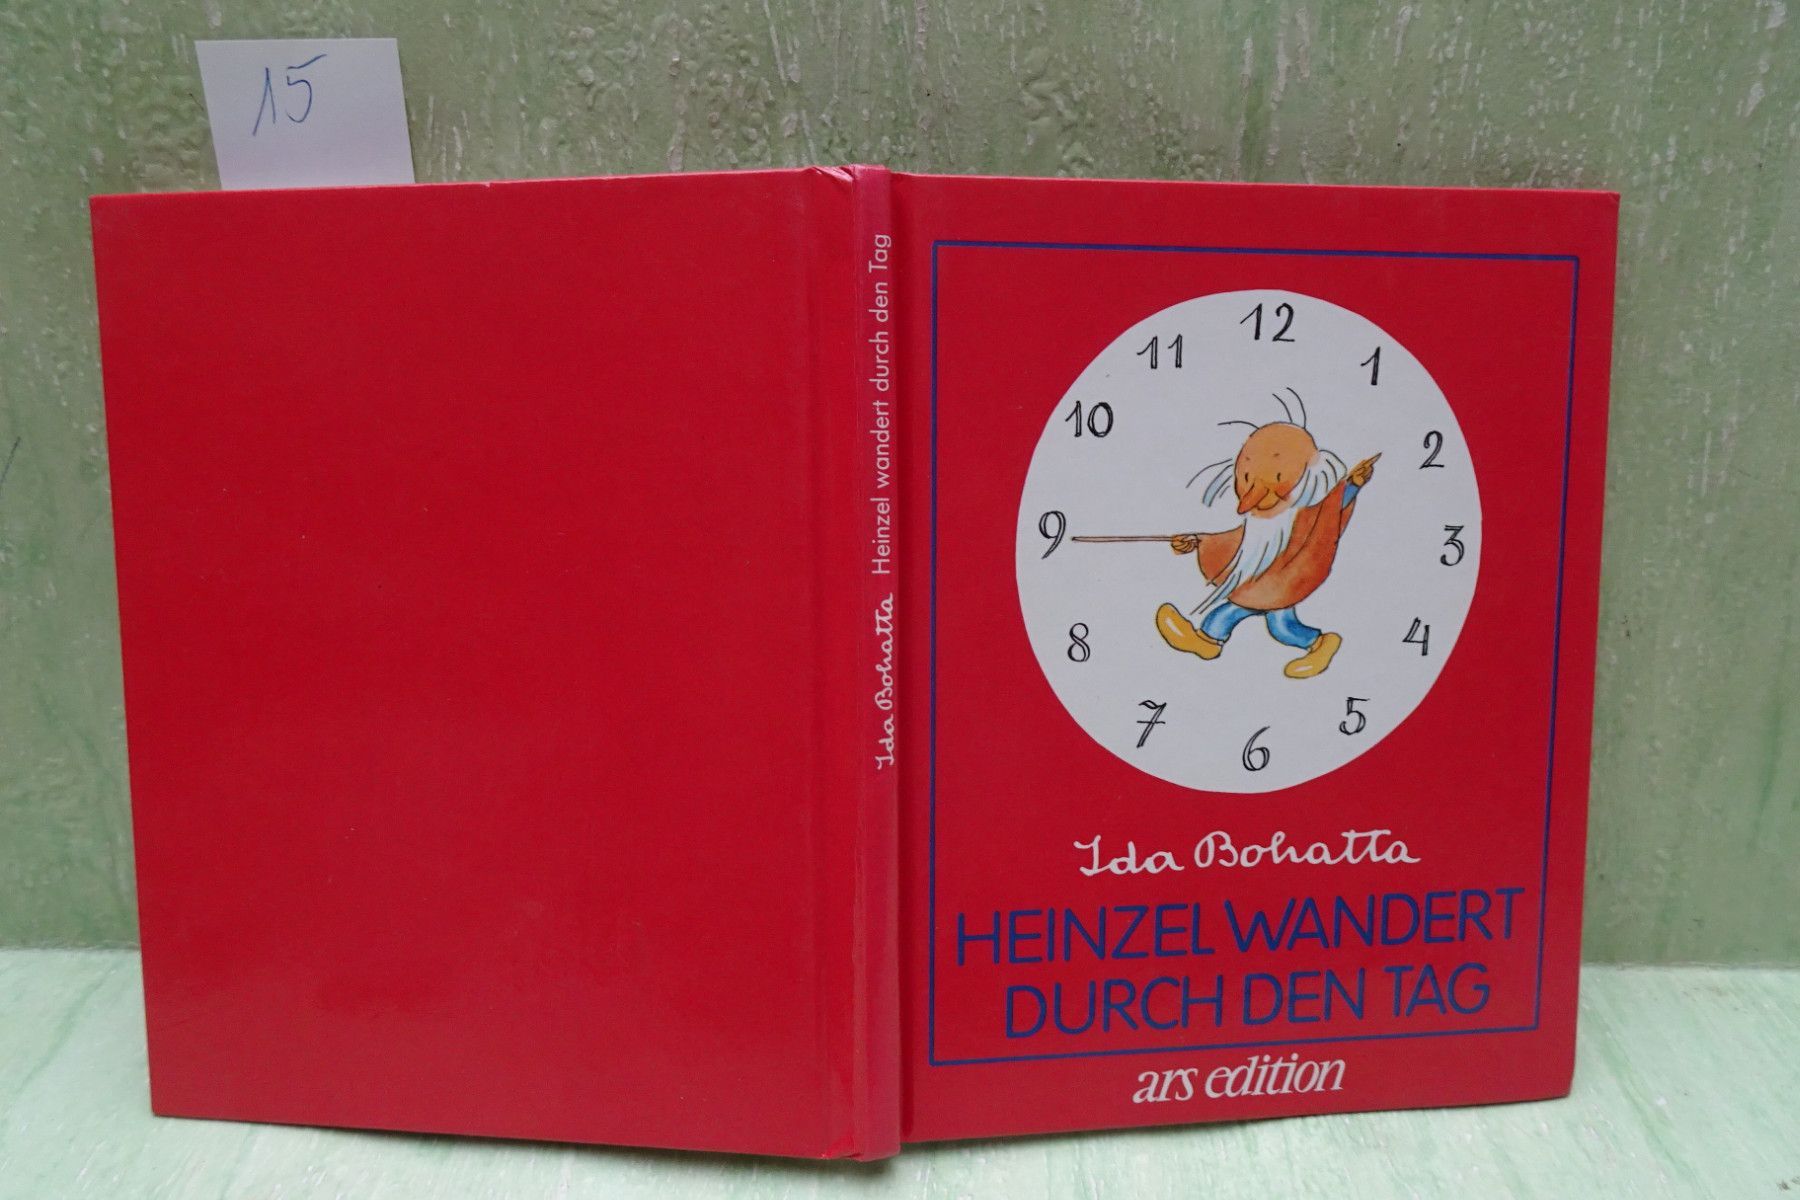 15
Ida Bohatta Heinzel wandert durch den Tag
12
11
1
10
2
9
3
8
4
7
5
6
Ida Bohatta
HEINZEL WANDERT
DURCH DEN TAG
ars edition